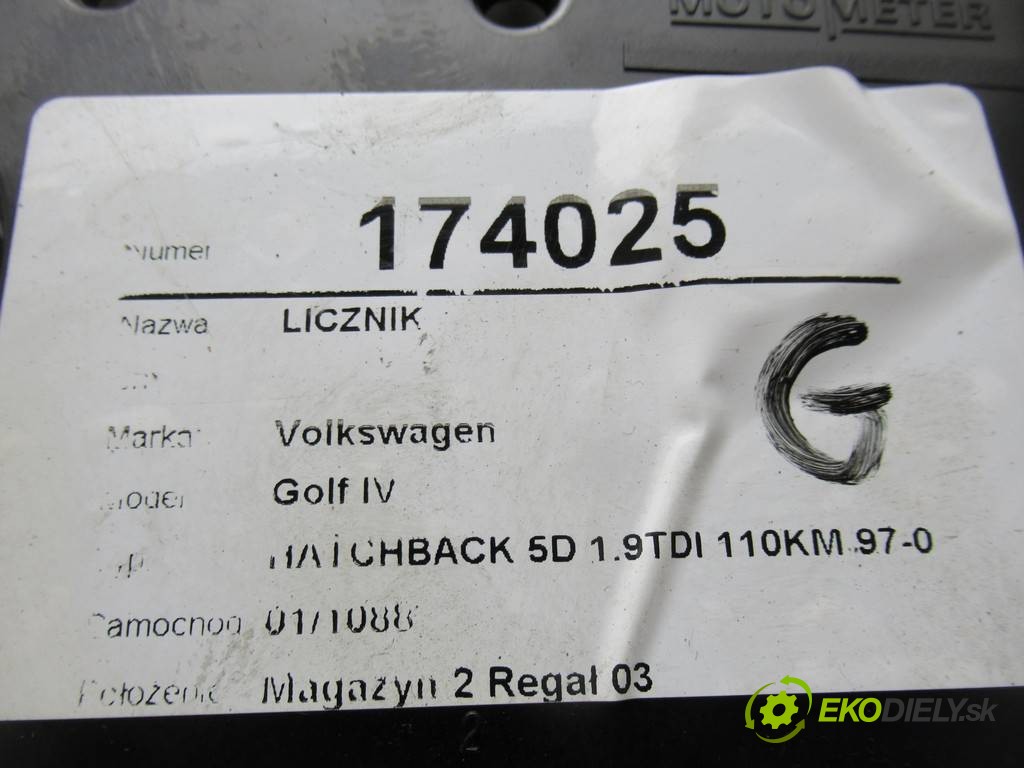 MOTOMETER
Numer 174025
Nazwa LICZNIK
G
Marka Volkswagen
Model Golf IV
HATCHBACK 5D 1.9TDI 110KM 97-0
Samochód 01/1088
Położenie Magazyn 2 Regał 03
2
EKODIELY.sk